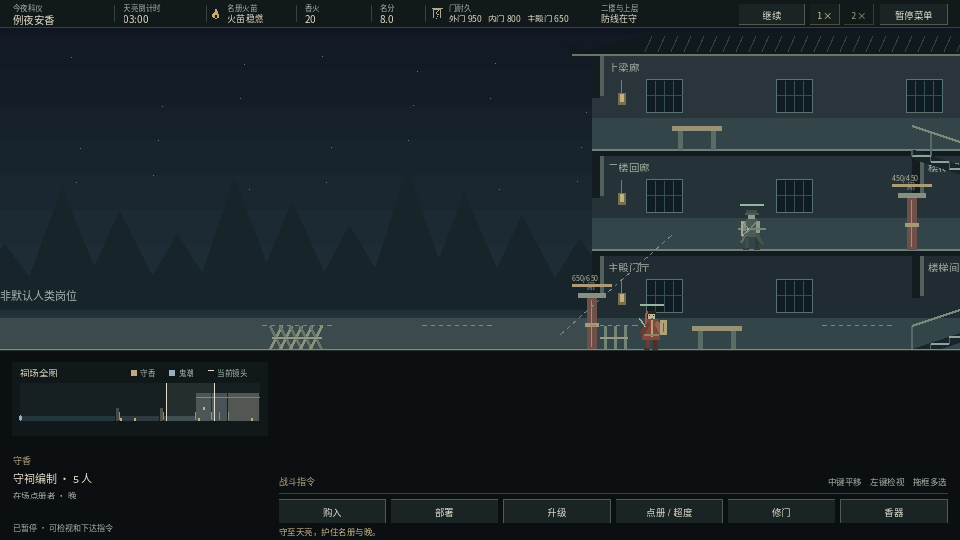 今夜科仪
例夜安香
天亮倒计时
03:00
名册火苗
火苗稳燃
香火
20
名分
8.0
门耐久
外门 950 内门 800 主殿门 650
二楼与上层
防线在守
继续
1×
2×
暂停菜单
上梁廊
二楼回廊
450/450
主殿门厅
650/650
楼梯间
非默认人类岗位
祠场全图
守香
鬼潮
当前镜头
守香
守祠编制 · 5 人
在场点册者 · 晚
已暂停 · 可检视和下达指令
战斗指令
中键平移 左键检视 拖框多选
购入
部署
升级
点册 / 超度
修门
香器
守至天亮，护住名册与晚。